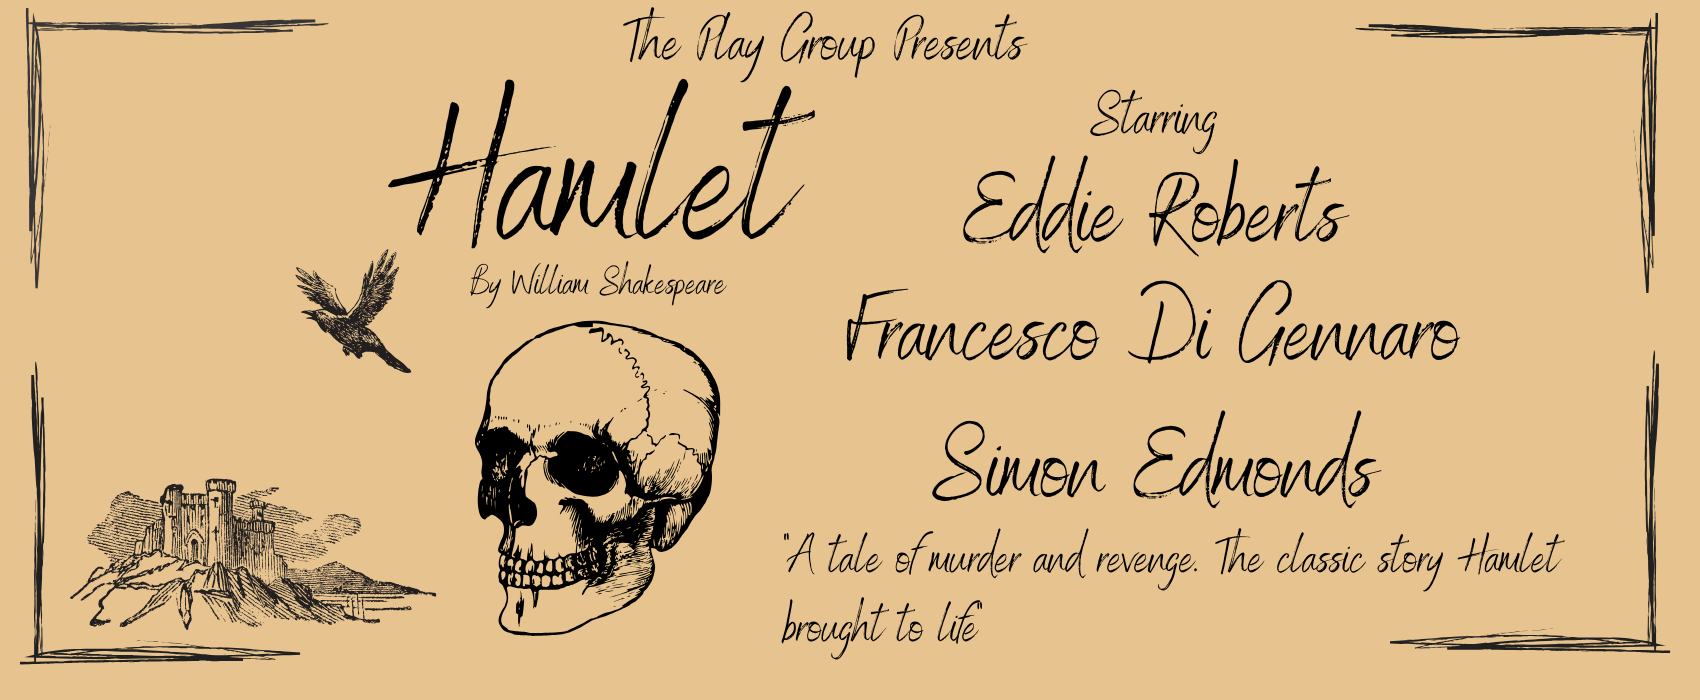 The Play Group Presents
Hamlet
By William Shakespeare
Starring
Eddie Roberts
Francesco Di Gennaro
Simon Edmonds
"A tale of murder and revenge. The classic story Hamlet
brought to life"